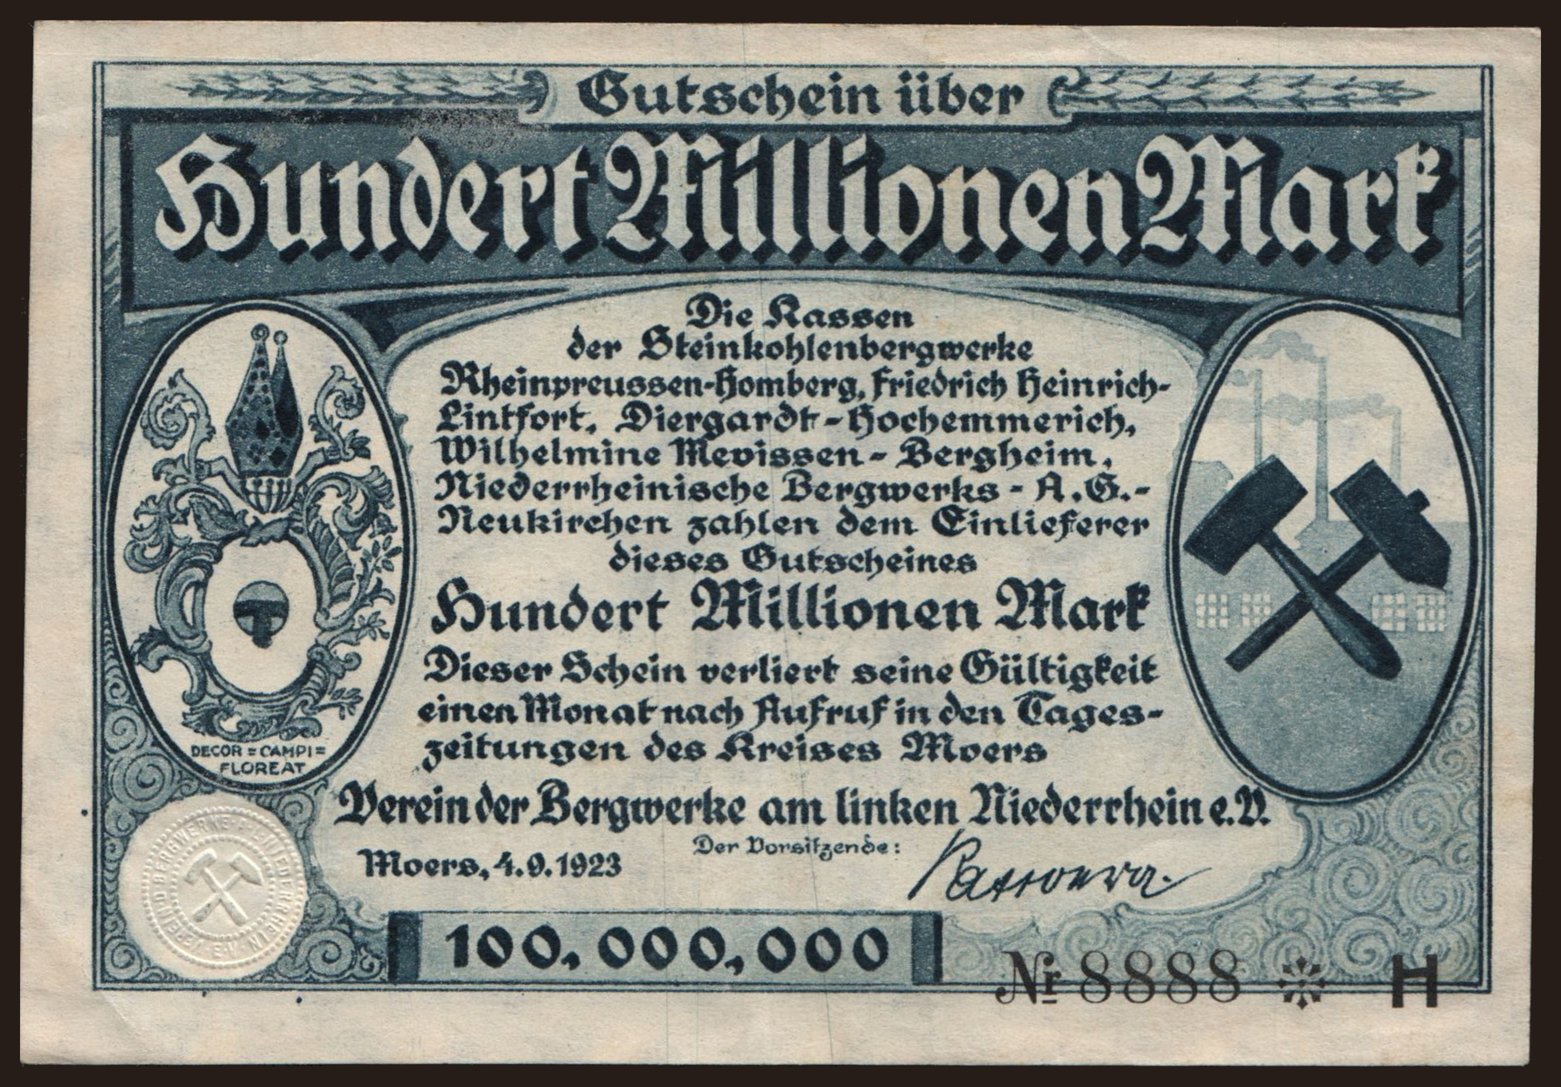 Gutschein über
Hundert Millionen Mark
Die Kassen
der Steinkohlenbergwerke
Rheinpreussen-Homberg, Friedrich Heinrich-
Lintfort, Diergardt-Hochemmerich,
Wilhelmine Mevissen-Bergheim,
Niederrheinische Bergwerks-A.G.-
Neukirchen zahlen dem Einlieferer
dieses Gutscheines
Hundert Millionen Mark
Dieser Schein verliert seine Gültigkeit
einen Monat nach Aufruf in den Tages-
zeitungen des Kreises Moers
DECOR = CAMPI =
FLOREAT
Verein der Bergwerke am linken Niederrhein e.V.
Der Vorsitzende:
Moers, 4.9.1923
100,000,000
Nr 8888 H